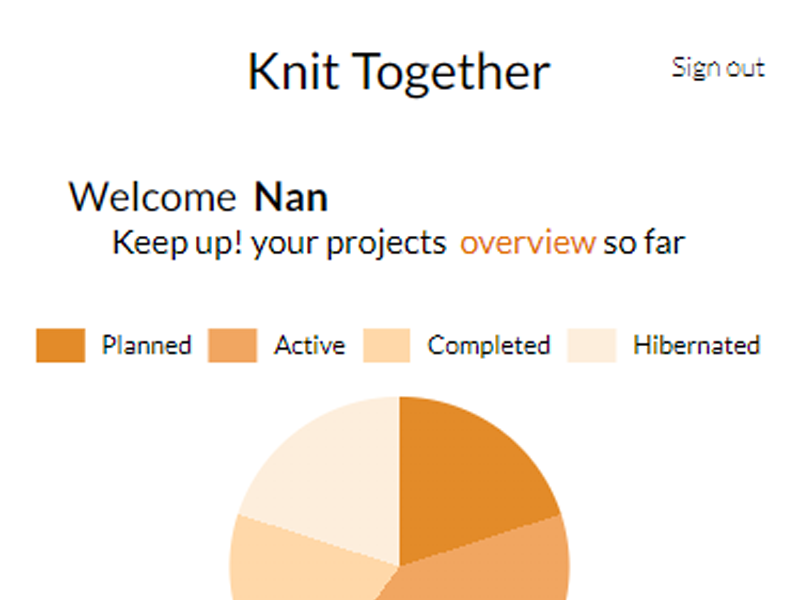 Knit Together
Sign out
Welcome Nan
Keep up! your projects overview so far
Planned Active Completed Hibernated